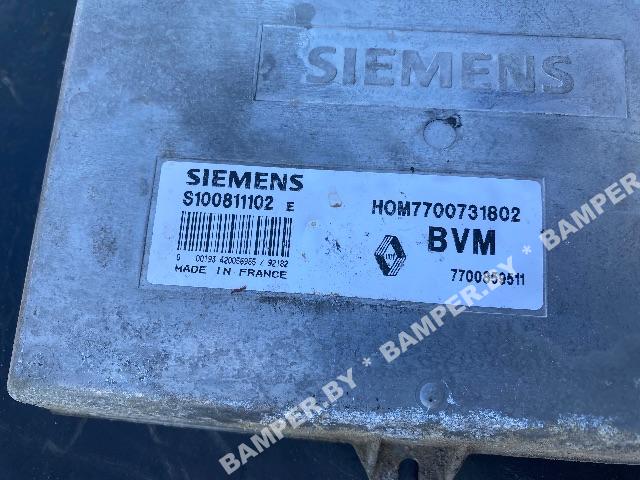 SIEMENS
SIEMENS
S100811102 E
HOM7700731802
BVM
MADE IN FRANCE
BAMPER.BY * BAMPER.BY * BAMPER.BY * BAMPER.BY